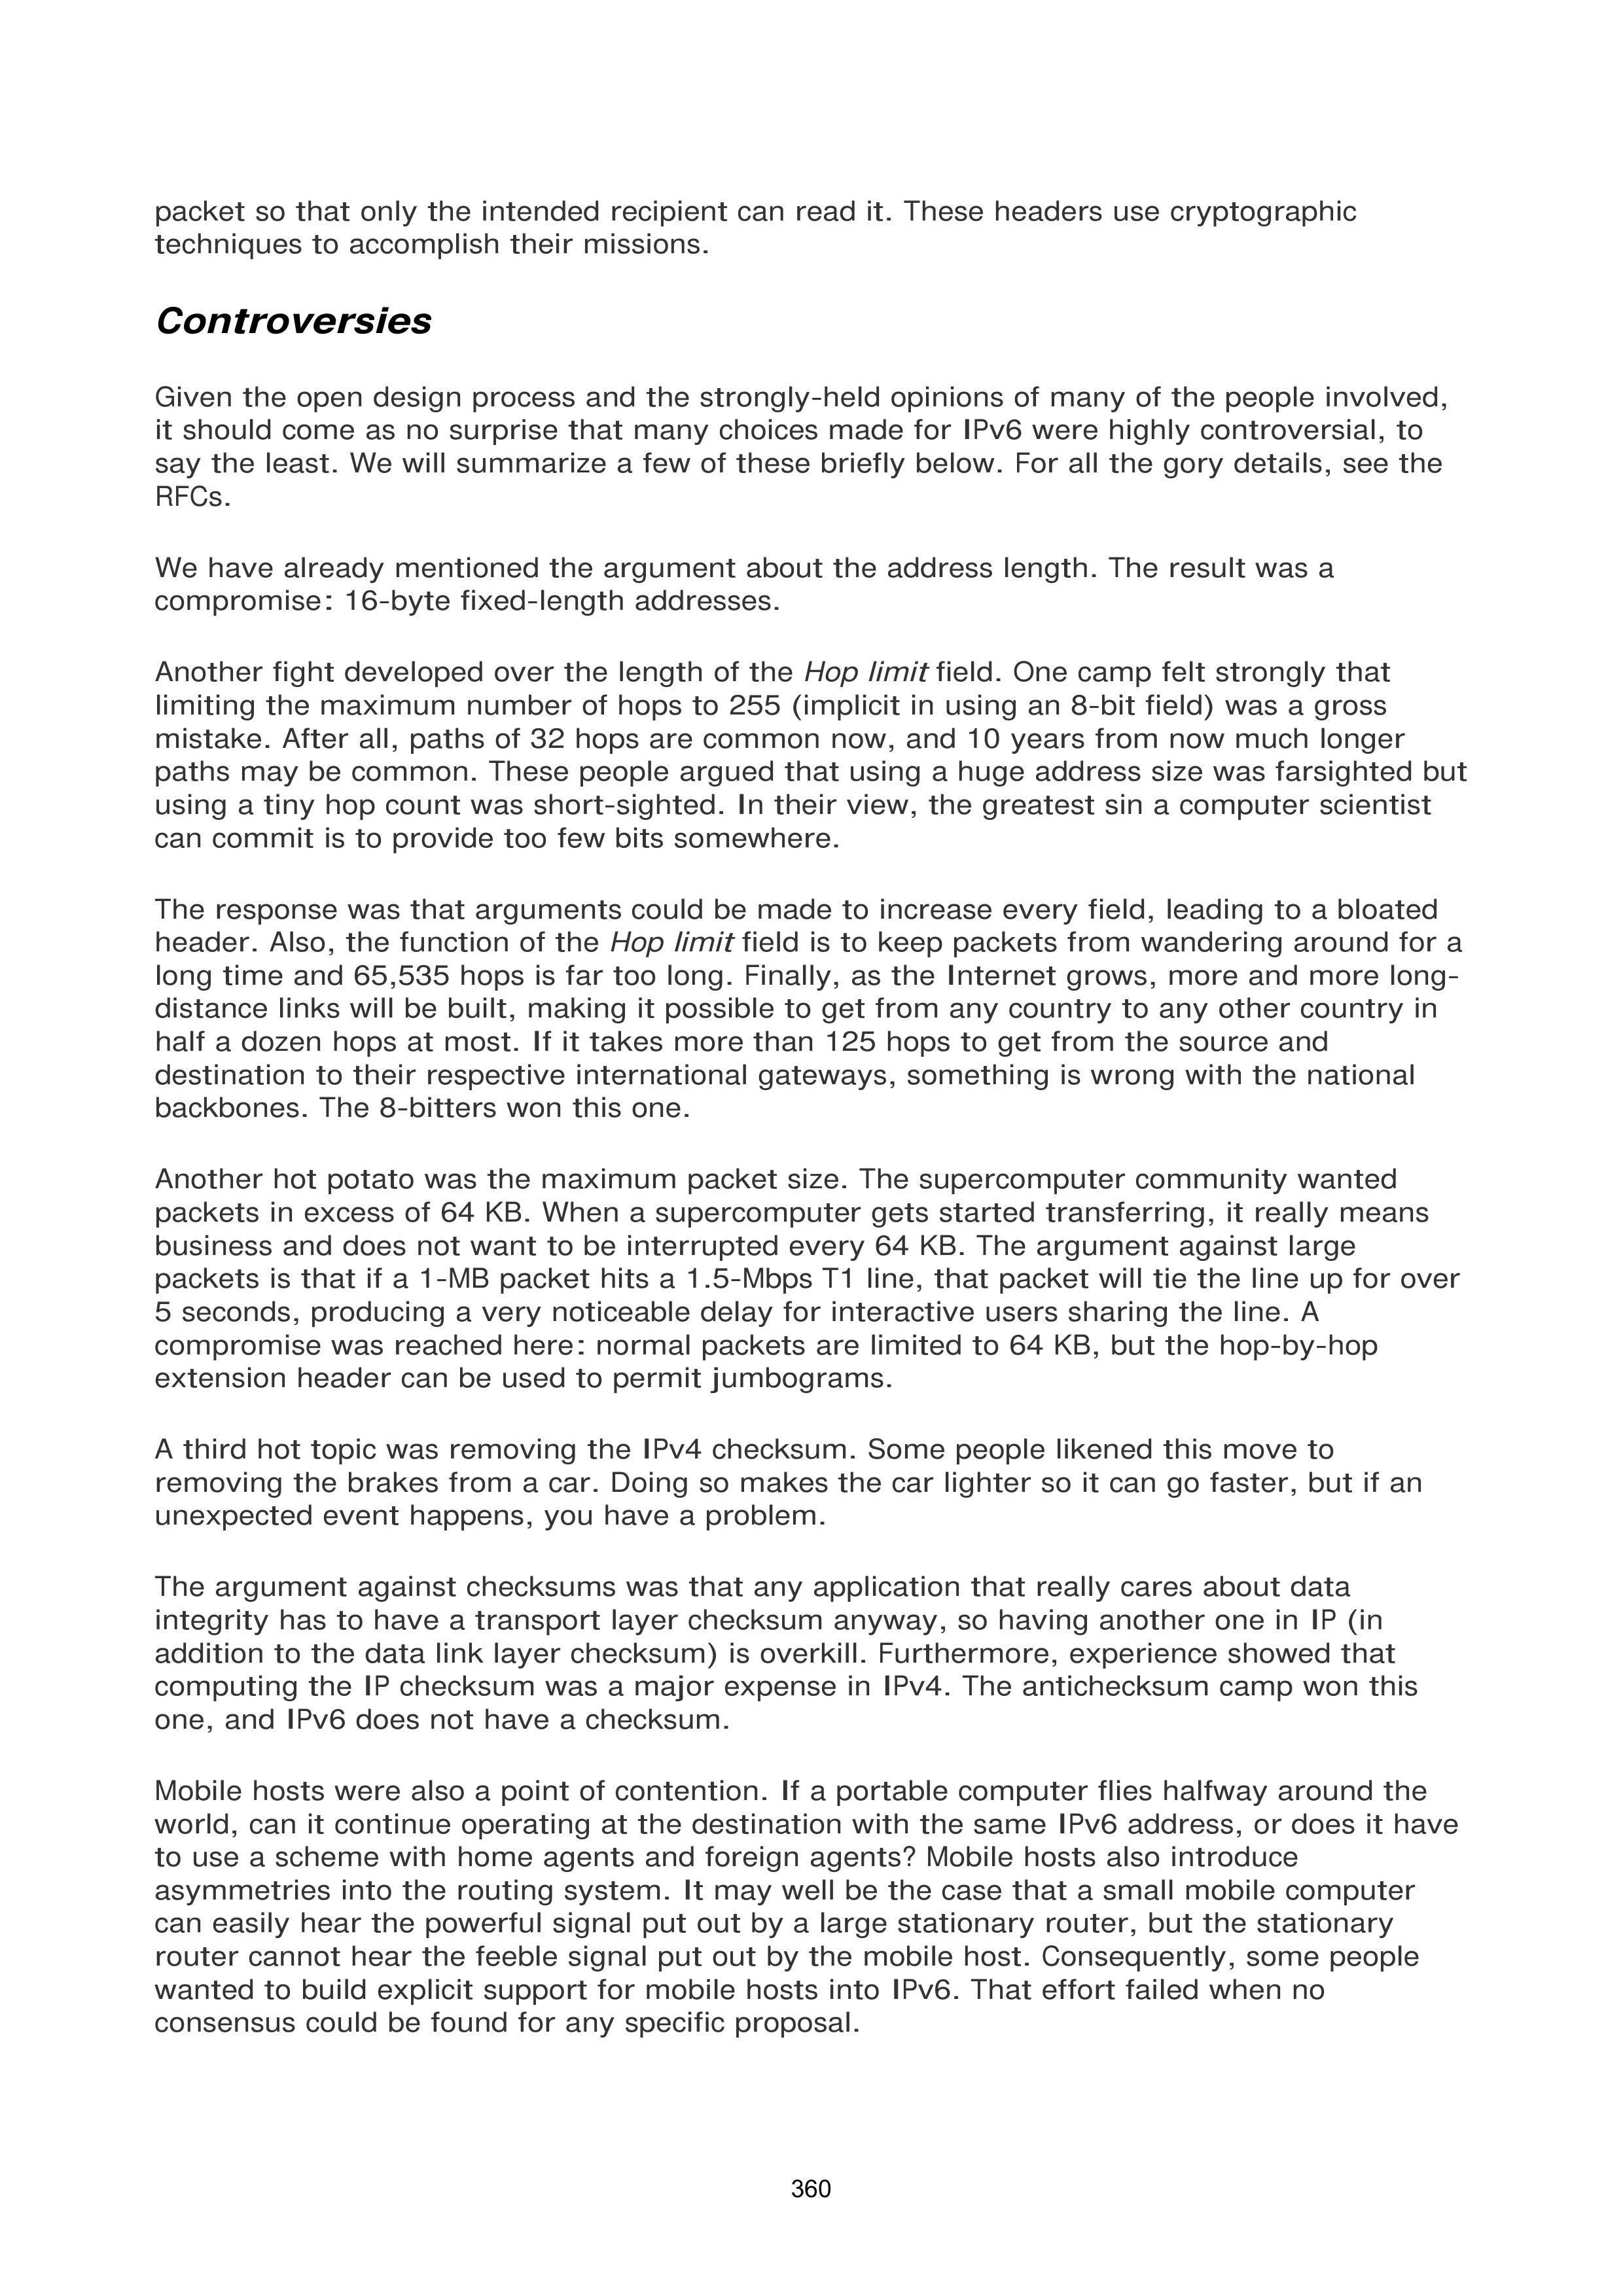 packet so that only the intended recipient can read it. These headers use cryptographic
techniques to accomplish their missions.
Controversies
Given the open design process and the strongly-held opinions of many of the people involved,
it should come as no surprise that many choices made for IPv6 were highly controversial, to
say the least. We will summarize a few of these briefly below. For all the gory details, see the
RFCs.
We have already mentioned the argument about the address length. The result was a
compromise: 16-byte fixed-length addresses.
Another fight developed over the length of the Hop limit field. One camp felt strongly that
limiting the maximum number of hops to 255 (implicit in using an 8-bit field) was a gross
mistake. After all, paths of 32 hops are common now, and 10 years from now much longer
paths may be common. These people argued that using a huge address size was farsighted but
using a tiny hop count was short-sighted. In their view, the greatest sin a computer scientist
can commit is to provide too few bits somewhere.
The response was that arguments could be made to increase every field, leading to a bloated
header. Also, the function of the Hop limit field is to keep packets from wandering around for a
long time and 65,535 hops is far too long. Finally, as the Internet grows, more and more long-
distance links will be built, making it possible to get from any country to any other country in
half a dozen hops at most. If it takes more than 125 hops to get from the source and
destination to their respective international gateways, something is wrong with the national
backbones. The 8-bitters won this one.
Another hot potato was the maximum packet size. The supercomputer community wanted
packets in excess of 64 KB. When a supercomputer gets started transferring, it really means
business and does not want to be interrupted every 64 KB. The argument against large
packets is that if a 1-MB packet hits a 1.5-Mbps T1 line, that packet will tie the line up for over
5 seconds, producing a very noticeable delay for interactive users sharing the line. A
compromise was reached here: normal packets are limited to 64 KB, but the hop-by-hop
extension header can be used to permit jumbograms.
A third hot topic was removing the IPv4 checksum. Some people likened this move to
removing the brakes from a car. Doing so makes the car lighter so it can go faster, but if an
unexpected event happens, you have a problem.
The argument against checksums was that any application that really cares about data
integrity has to have a transport layer checksum anyway, so having another one in IP (in
addition to the data link layer checksum) is overkill. Furthermore, experience showed that
computing the IP checksum was a major expense in IPv4. The antichecksum camp won this
one, and IPv6 does not have a checksum.
Mobile hosts were also a point of contention. If a portable computer flies halfway around the
world, can it continue operating at the destination with the same IPv6 address, or does it have
to use a scheme with home agents and foreign agents? Mobile hosts also introduce
asymmetries into the routing system. It may well be the case that a small mobile computer
can easily hear the powerful signal put out by a large stationary router, but the stationary
router cannot hear the feeble signal put out by the mobile host. Consequently, some people
wanted to build explicit support for mobile hosts into IPv6. That effort failed when no
consensus could be found for any specific proposal.
360